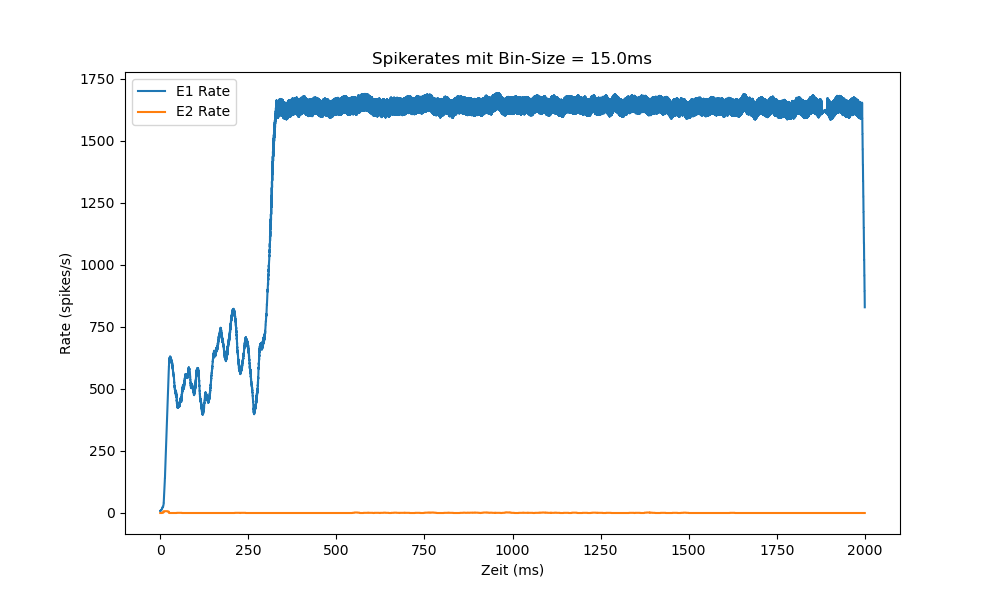 Spikerates mit Bin-Size = 15.0ms
E1 Rate
E2 Rate
Rate (spikes/s)
1750
1500
1250
1000
750
500
250
0
0 250 500 750 1000 1250 1500 1750 2000
Zeit (ms)